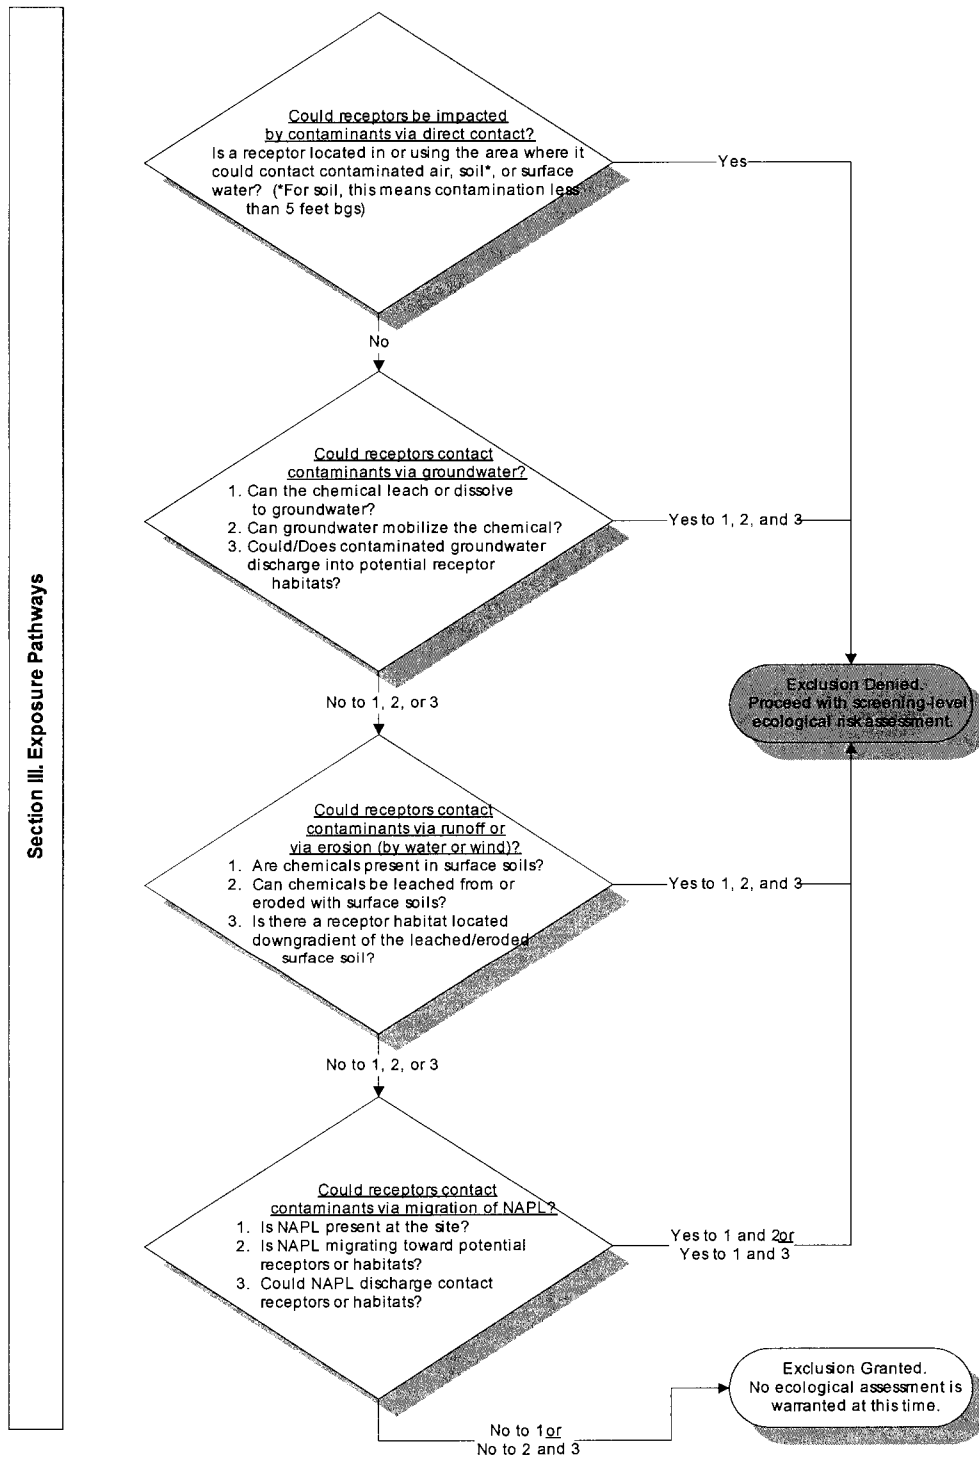 Section III. Exposure Pathways
Could receptors be impacted
by contaminants via direct contact?
Is a receptor located in or using the area where it
could contact contaminated air, soil*, or surface
water? (*For soil, this means contamination less
than 5 feet bgs)
Yes
No
Could receptors contact
contaminants via groundwater?
1. Can the chemical leach or dissolve
to groundwater?
2. Can groundwater mobilize the chemical?
3. Could/Does contaminated groundwater
discharge into potential receptor
habitats?
Yes to 1, 2, and 3
No to 1, 2, or 3
Exclusion Denied.
Proceed with screening-level
ecological risk assessment.
Could receptors contact
contaminants via runoff or
via erosion (by water or wind)?
1. Are chemicals present in surface soils?
2. Can chemicals be leached from or
eroded with surface soils?
3. Is there a receptor habitat located
downgradient of the leached/eroded
surface soil?
Yes to 1, 2, and 3
No to 1, 2, or 3
Could receptors contact
contaminants via migration of NAPL?
1. Is NAPL present at the site?
2. Is NAPL migrating toward potential
receptors or habitats?
3. Could NAPL discharge contact
receptors or habitats?
Yes to 1 and 2 or
Yes to 1 and 3
No to 1 or
No to 2 and 3
Exclusion Granted.
No ecological assessment is
warranted at this time.